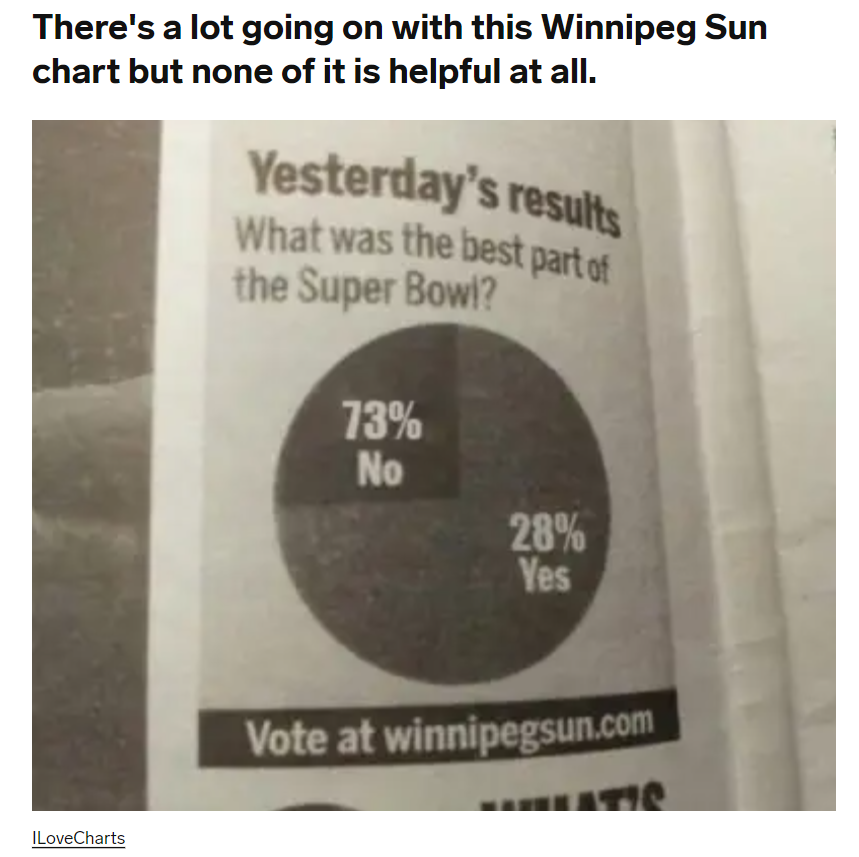 There's a lot going on with this Winnipeg Sun
chart but none of it is helpful at all.
Yesterday's results
What was the best part of
the Super Bowl?
73%
No
28%
Yes
Vote at winnipegsun.com
ILoveCharts